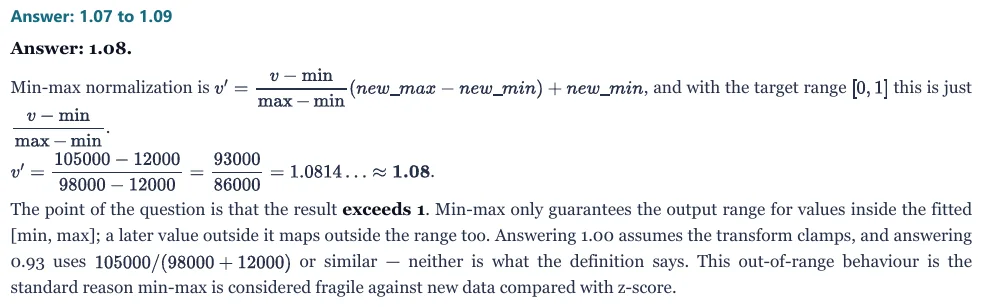 Answer: 1.07 to 1.09
Answer: 1.08.
Min-max normalization is v′ = (v − min)/(max − min) (new_max − new_min) + new_min, and with the target range [0, 1] this is just
(v − min)/(max − min).
v′ = (105000 − 12000)/(98000 − 12000) = 93000/86000 = 1.0814… ≈ 1.08.
The point of the question is that the result exceeds 1. Min-max only guarantees the output range for values inside the fitted
[min, max]; a later value outside it maps outside the range too. Answering 1.00 assumes the transform clamps, and answering
0.93 uses 105000/(98000 + 12000) or similar — neither is what the definition says. This out-of-range behaviour is the
standard reason min-max is considered fragile against new data compared with z-score.